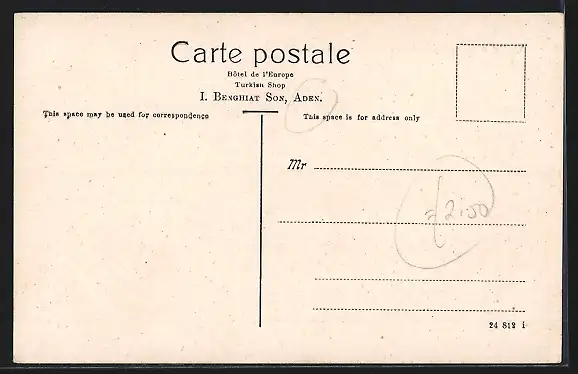 Carte postale
Hôtel de l'Europe
Turkish Shop
I. Benghiat Son, Aden.
This space may be used for correspondence
This space is for address only
Mr
2.00
24 812 i